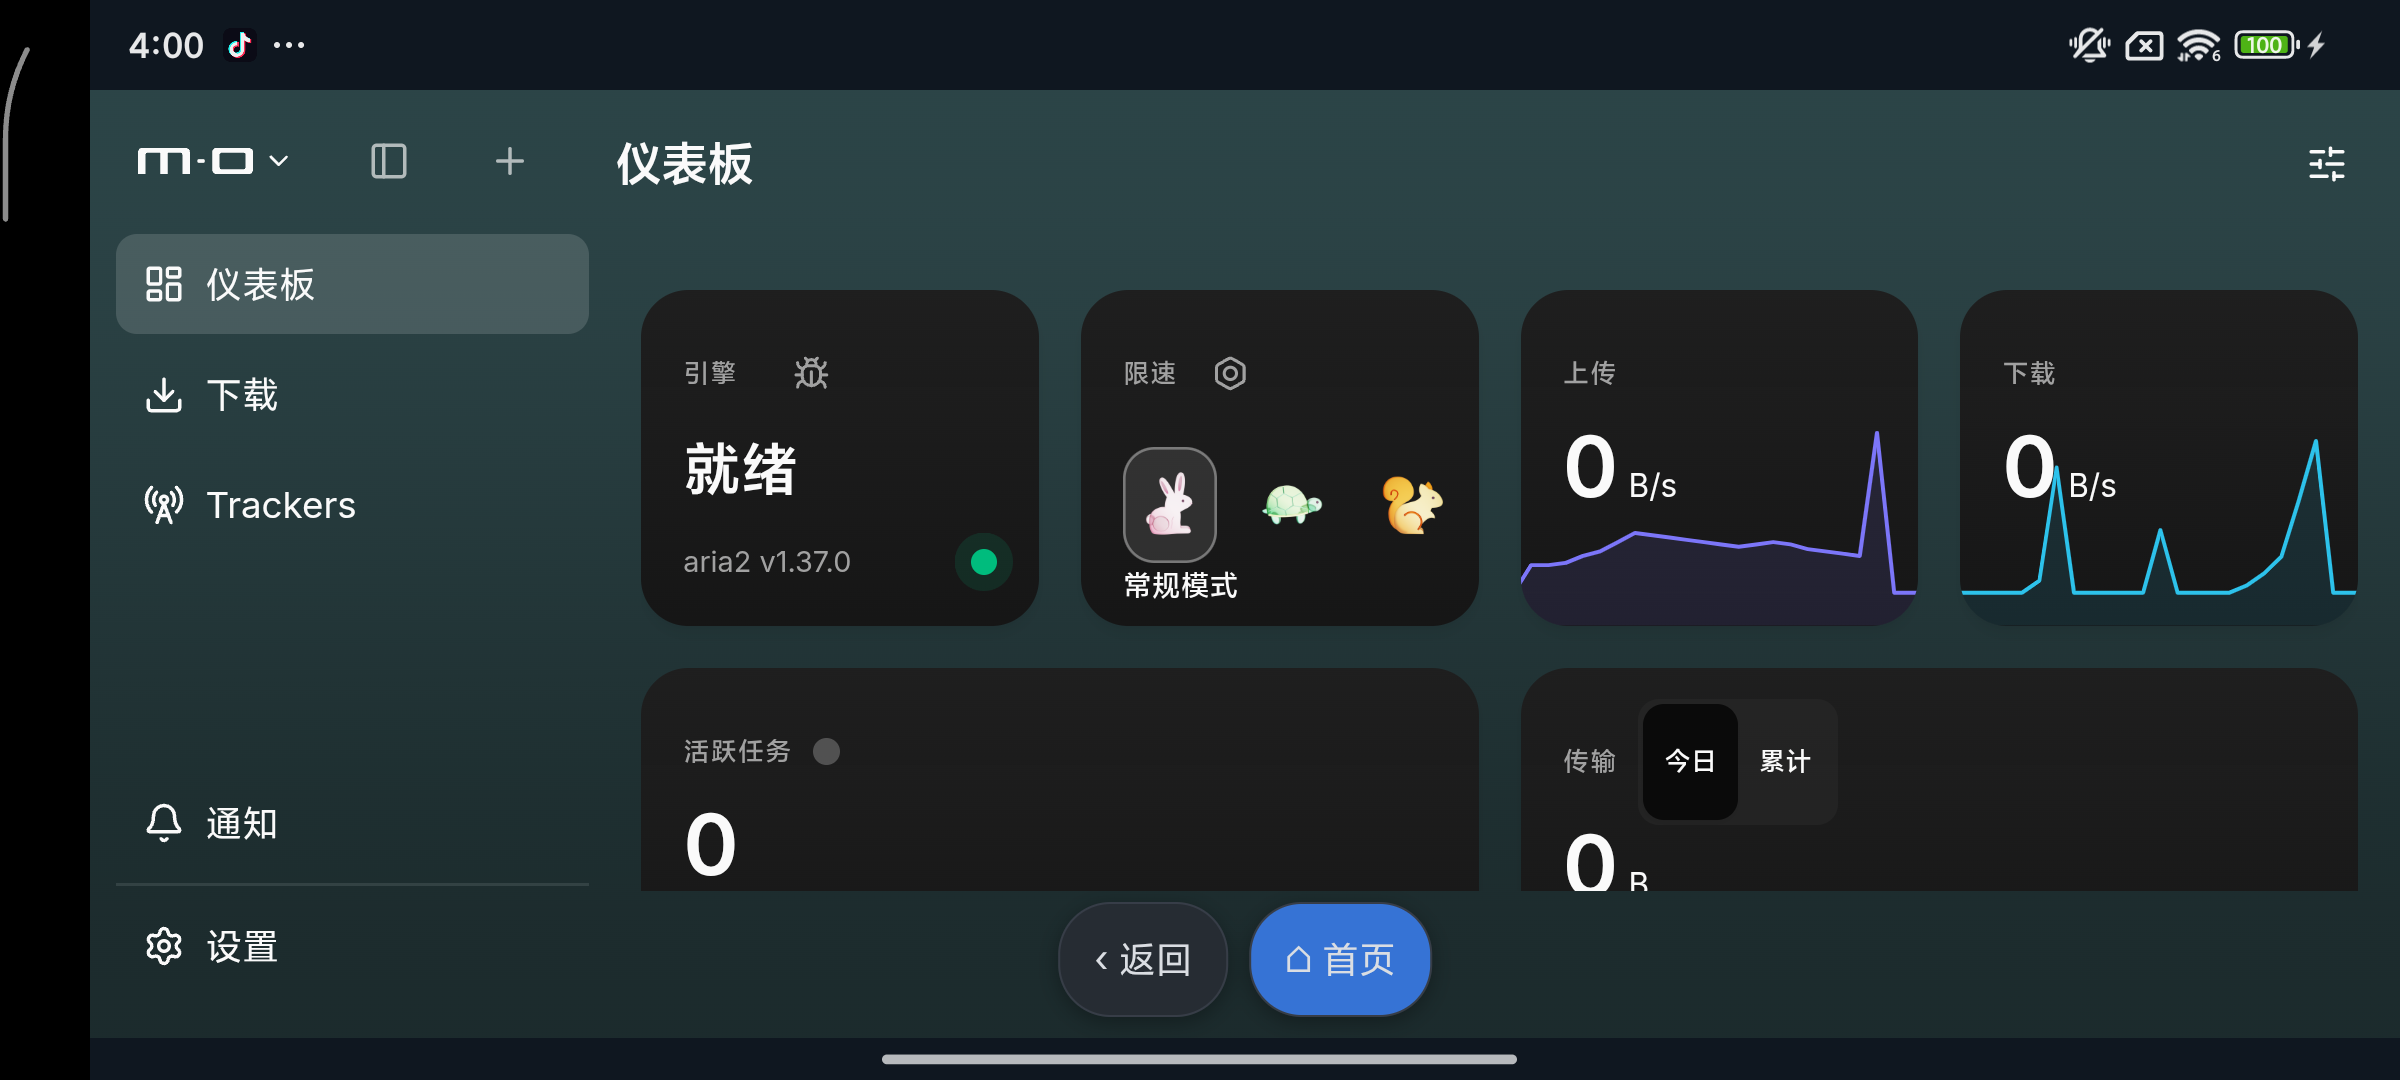 4:00
6
100
m-o
仪表板
仪表板
下载
Trackers
通知
设置
引擎
就绪
aria2 v1.37.0
限速
常规模式
上传
0 B/s
下载
0 B/s
活跃任务
0
传输
今日
累计
0 B
‹ 返回
首页